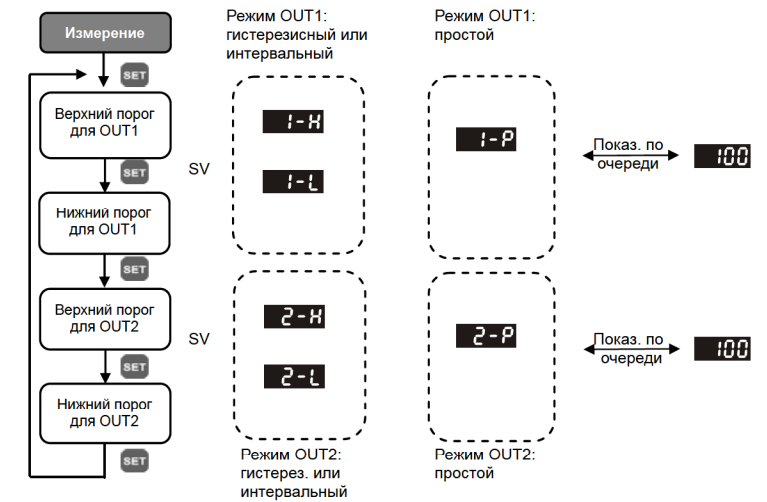 Измерение
SET
Верхний порог
для OUT1
SET
Нижний порог
для OUT1
SET
Верхний порог
для OUT2
SET
Нижний порог
для OUT2
SET
Режим OUT1:
гистерезисный или
интервальный
SV
1-H
1-L
Режим OUT1:
простой
1-P
Показ. по
очереди
100
SV
2-H
2-L
Режим OUT2:
гистерез. или
интервальный
2-P
Режим OUT2:
простой
Показ. по
очереди
100